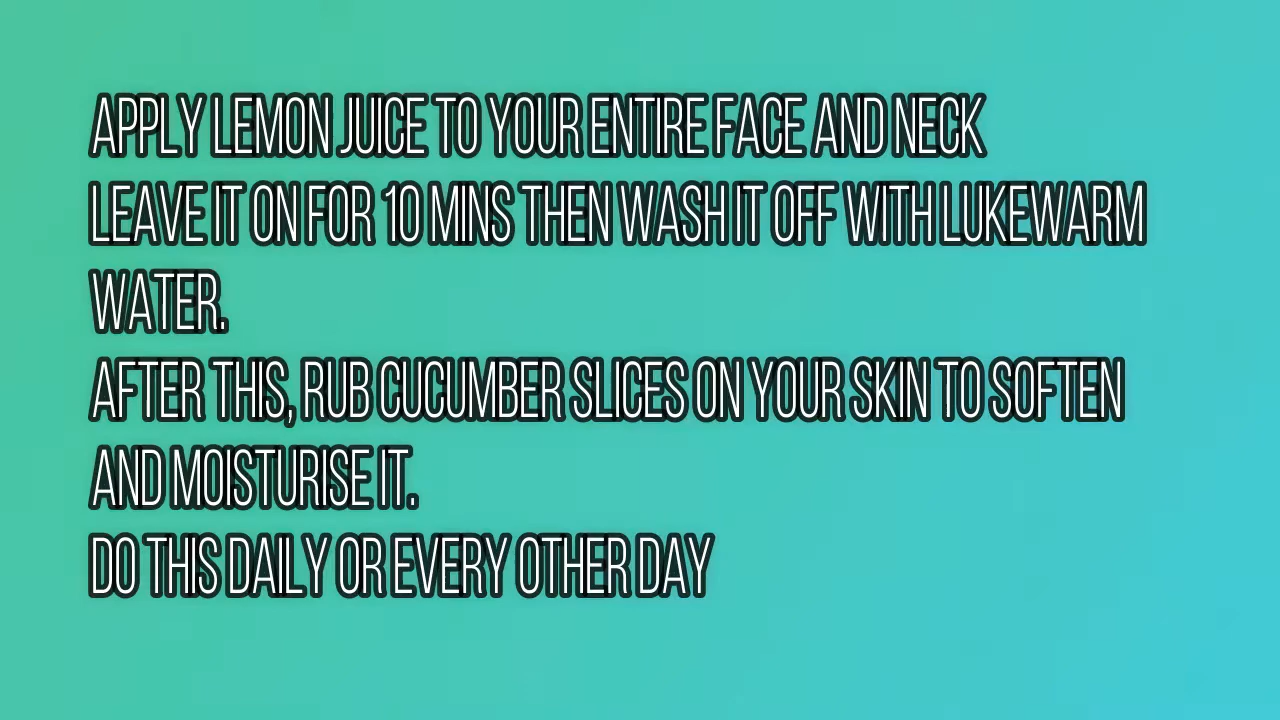 APPLY LEMON JUICE TO YOUR ENTIRE FACE AND NECK
LEAVE IT ON FOR 10 MINS THEN WASH IT OFF WITH LUKEWARM
WATER.
AFTER THIS, RUB CUCUMBER SLICES ON YOUR SKIN TO SOFTEN
AND MOISTURISE IT.
DO THIS DAILY OR EVERY OTHER DAY